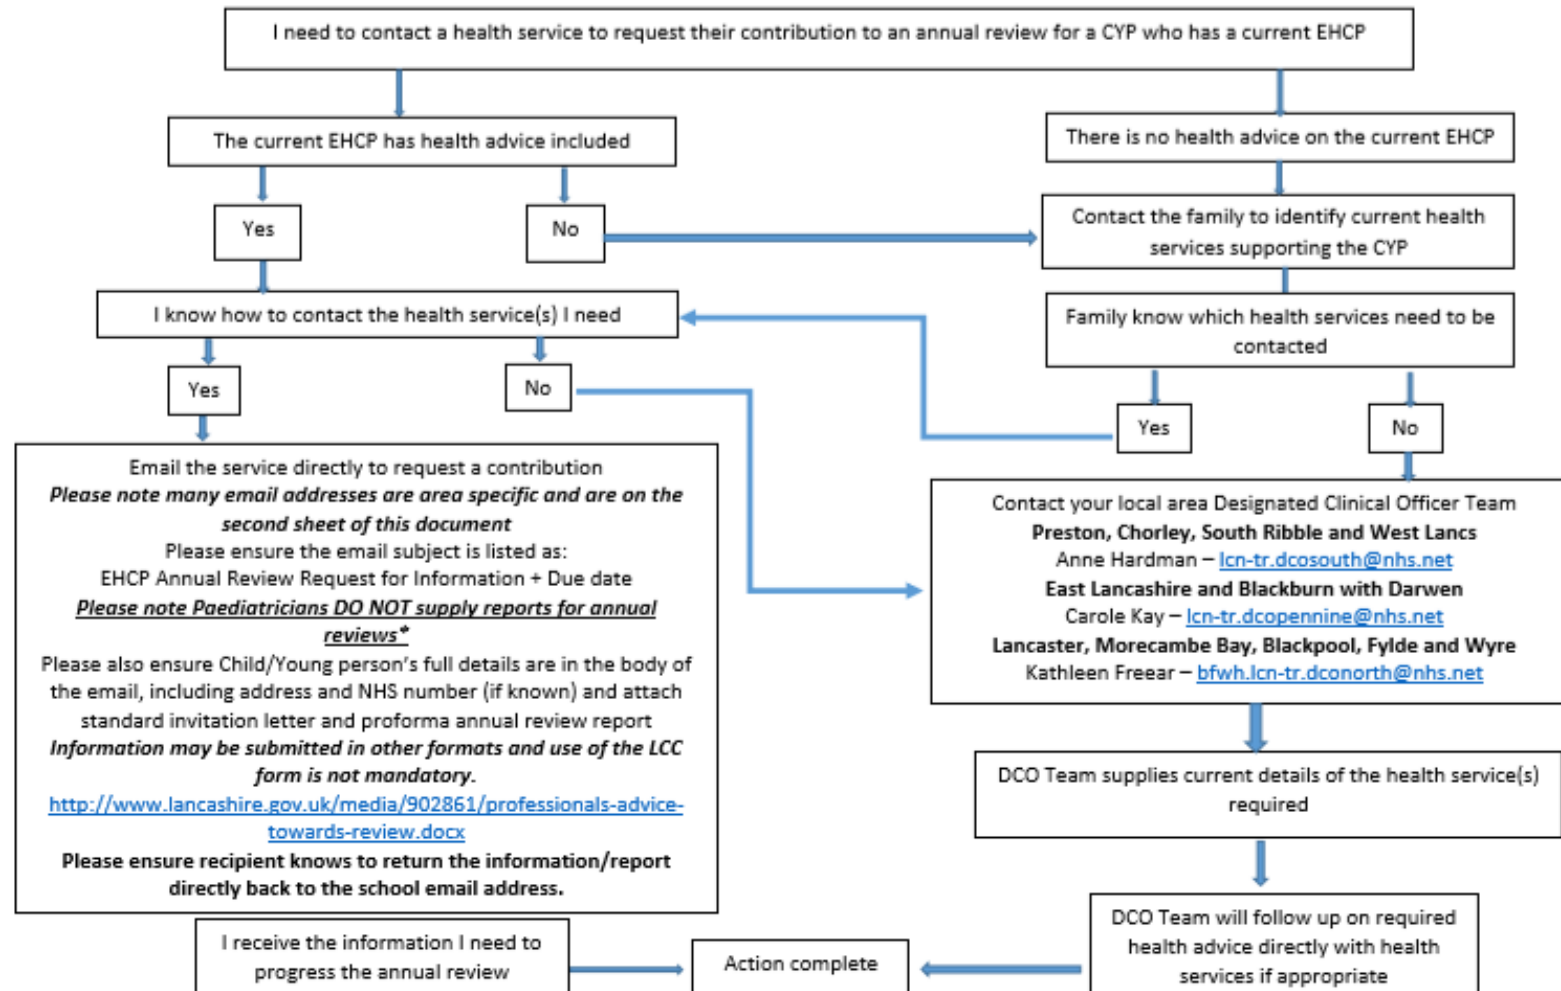 I need to contact a health service to request their contribution to an annual review for a CYP who has a current EHCP
The current EHCP has health advice included
There is no health advice on the current EHCP
Yes
No
Contact the family to identify current health
services supporting the CYP
I know how to contact the health service(s) I need
Family know which health services need to be
contacted
Yes
No
Yes
No
Email the service directly to request a contribution
Please note many email addresses are area specific and are on the
second sheet of this document
Please ensure the email subject is listed as:
EHCP Annual Review Request for Information + Due date
Please note Paediatricians DO NOT supply reports for annual
reviews*
Please also ensure Child/Young person's full details are in the body of
the email, including address and NHS number (if known) and attach
standard invitation letter and proforma annual review report
Information may be submitted in other formats and use of the LCC
form is not mandatory.
http://www.lancashire.gov.uk/media/902861/professionals-advice-
towards-review.docx
Please ensure recipient knows to return the information/report
directly back to the school email address.
Contact your local area Designated Clinical Officer Team
Preston, Chorley, South Ribble and West Lancs
Anne Hardman – lcn-tr.dcosouth@nhs.net
East Lancashire and Blackburn with Darwen
Carole Kay – lcn-tr.dcopennine@nhs.net
Lancaster, Morecambe Bay, Blackpool, Fylde and Wyre
Kathleen Freear – bfwh.lcn-tr.dconorth@nhs.net
DCO Team supplies current details of the health service(s)
required
DCO Team will follow up on required
health advice directly with health
services if appropriate
I receive the information I need to
progress the annual review
Action complete